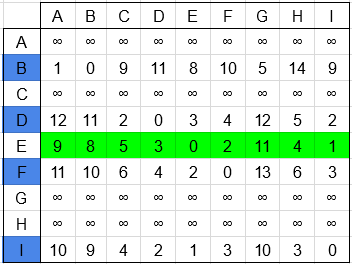 A B C D E F G H I
A ∞ ∞ ∞ ∞ ∞ ∞ ∞ ∞ ∞
B 1 0 9 11 8 10 5 14 9
C ∞ ∞ ∞ ∞ ∞ ∞ ∞ ∞ ∞
D 12 11 2 0 3 4 12 5 2
E 9 8 5 3 0 2 11 4 1
F 11 10 6 4 2 0 13 6 3
G ∞ ∞ ∞ ∞ ∞ ∞ ∞ ∞ ∞
H ∞ ∞ ∞ ∞ ∞ ∞ ∞ ∞ ∞
I 10 9 4 2 1 3 10 3 0